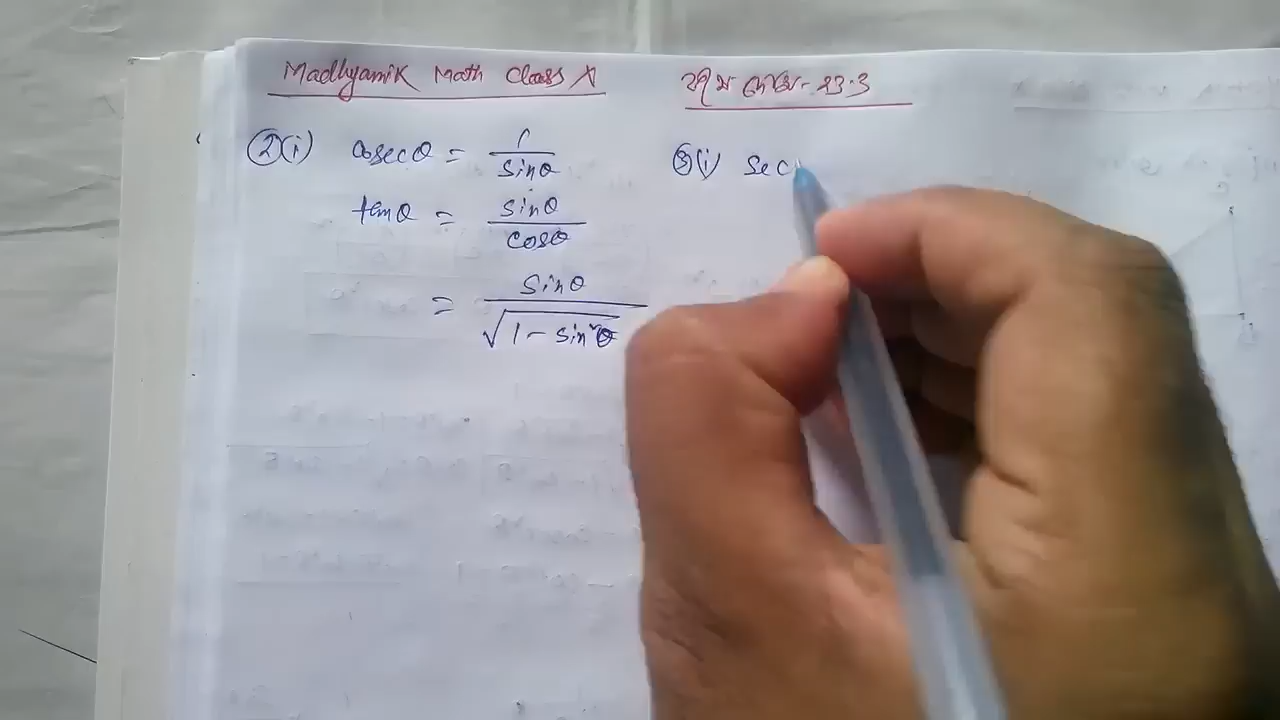 Madhyamik Math Class X
কষে দেখি- 23.3
②(i) cosecθ = 1/sinθ
tanθ = sinθ/cosθ
= sinθ/√(1 - sin²θ)
③(i) sec